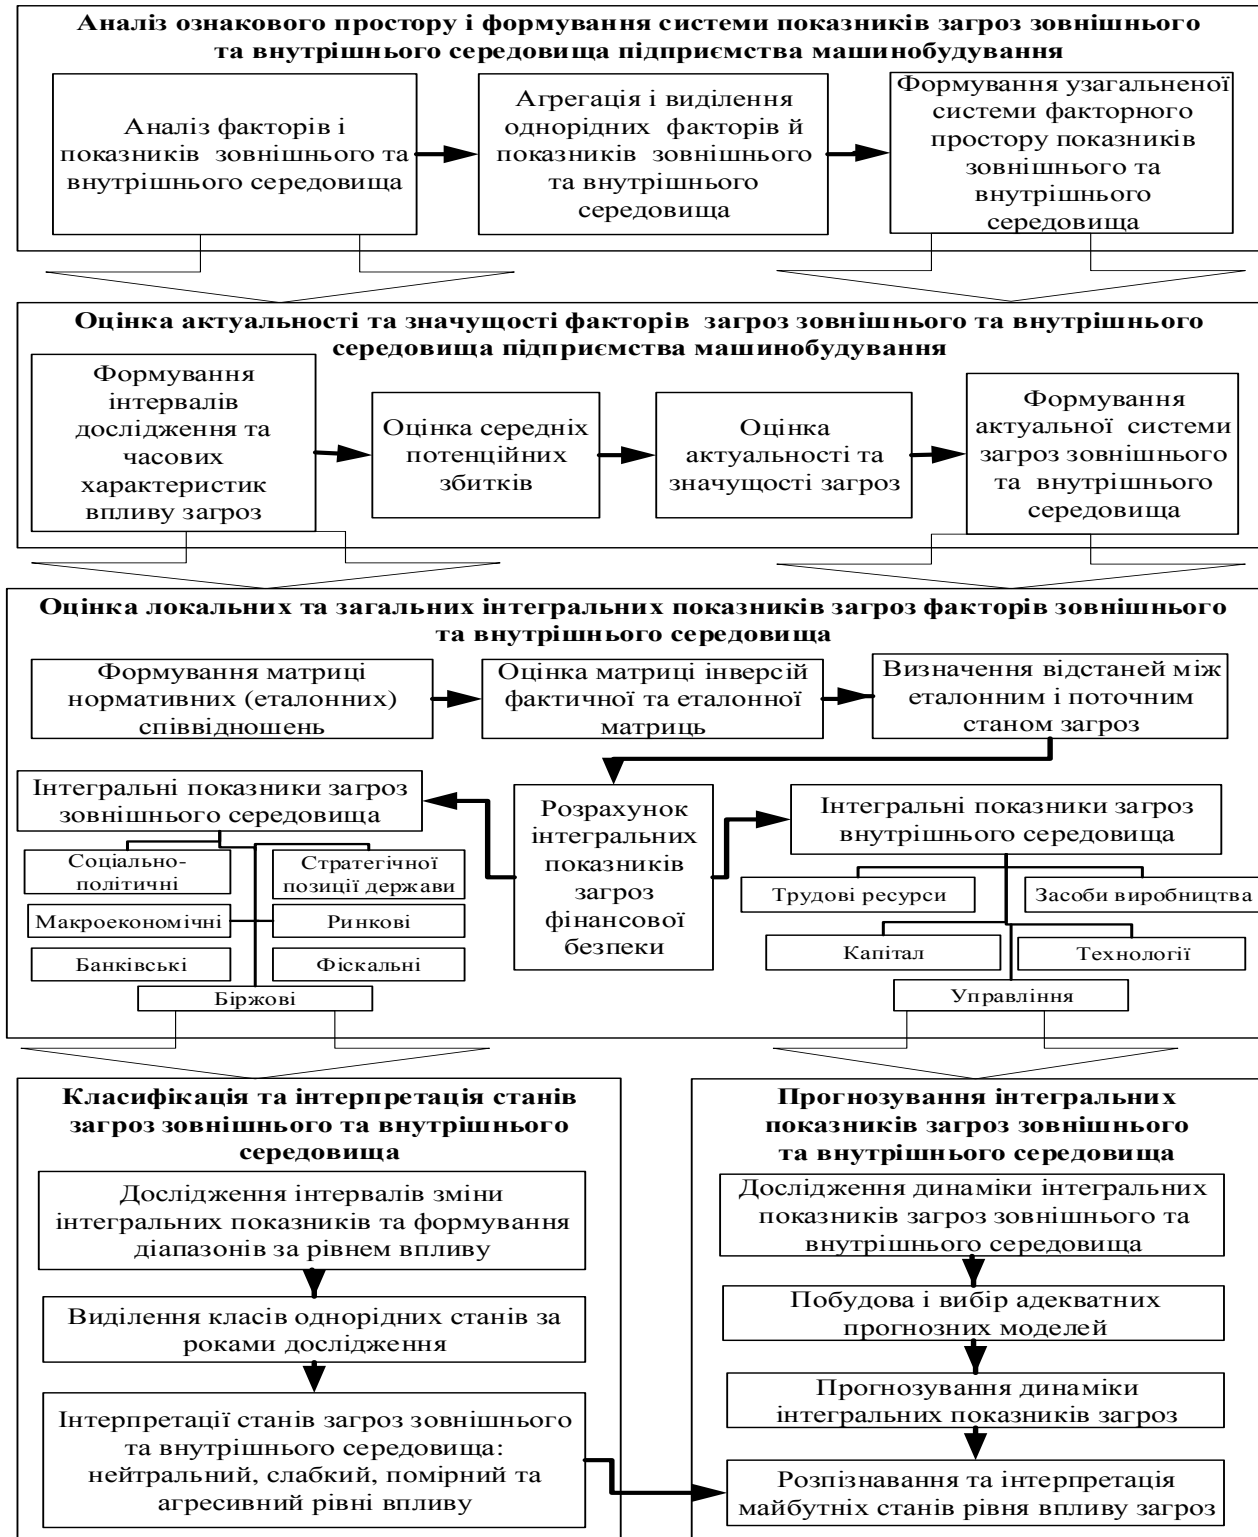 Аналіз ознакового простору і формування системи показників загроз зовнішнього
та внутрішнього середовища підприємства машинобудування
Аналіз факторів і
показників зовнішнього та
внутрішнього середовища
Агрегація і виділення
однорідних факторів й
показників зовнішнього
та внутрішнього
середовища
Формування узагальненої
системи факторного
простору показників
зовнішнього та
внутрішнього
середовища
Оцінка актуальності та значущості факторів загроз зовнішнього та внутрішнього
середовища підприємства машинобудування
Формування
інтервалів
дослідження та
часових
характеристик
впливу загроз
Оцінка середніх
потенційних
збитків
Оцінка
актуальності та
значущості загроз
Формування
актуальної системи
загроз зовнішнього
та внутрішнього
середовища
Оцінка локальних та загальних інтегральних показників загроз факторів зовнішнього
та внутрішнього середовища
Формування матриці
нормативних (еталонних)
співвідношень
Оцінка матриці інверсій
фактичної та еталонної
матриць
Визначення відстаней між
еталонним і поточним
станом загроз
Інтегральні показники загроз
зовнішнього середовища
Соціально-
політичні
Стратегічної
позиції держави
Макроекономічні
Ринкові
Банківські
Фіскальні
Біржові
Розрахунок
інтегральних
показників
загроз
фінансової
безпеки
Інтегральні показники загроз
внутрішнього середовища
Трудові ресурси
Засоби виробництва
Капітал
Технології
Управління
Класифікація та інтерпретація станів
загроз зовнішнього та внутрішнього
середовища
Дослідження інтервалів зміни
інтегральних показників та формування
діапазонів за рівнем впливу
Виділення класів однорідних станів за
роками дослідження
Інтерпретації станів загроз зовнішнього
та внутрішнього середовища:
нейтральний, слабкий, помірний та
агресивний рівні впливу
Прогнозування інтегральних
показників загроз зовнішнього
та внутрішнього середовища
Дослідження динаміки інтегральних
показників загроз зовнішнього та
внутрішнього середовища
Побудова і вибір адекватних
прогнозних моделей
Прогнозування динаміки
інтегральних показників загроз
Розпізнавання та інтерпретація
майбутніх станів рівня впливу загроз